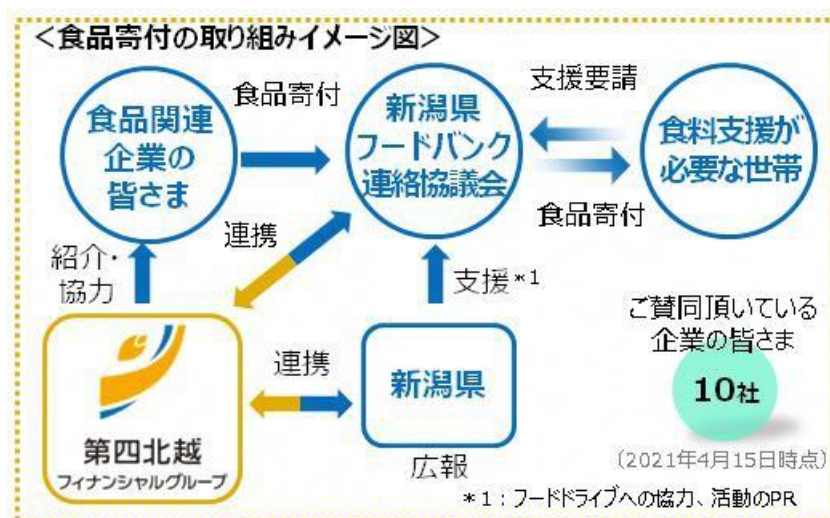 <食品寄付の取り組みイメージ図>
食品関連
企業の
皆さま
食品寄付
新潟県
フードバンク
連絡協議会
支援要請
食品寄付
食料支援が
必要な世帯
紹介・
協力
連携
支援*1
第四北越
フィナンシャルグループ
連携
新潟県
広報
ご賛同頂いている
企業の皆さま
10社
(2021年4月15日時点)
*1:フードドライブへの協力、活動のPR